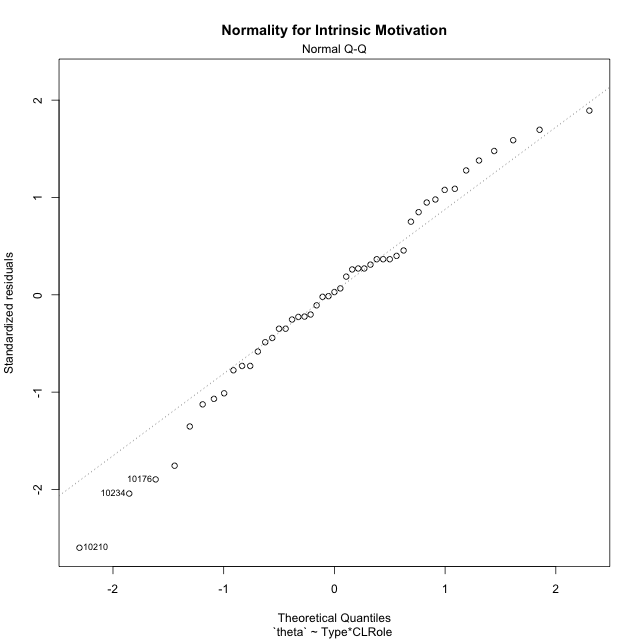 Normality for Intrinsic Motivation
Normal Q-Q
Standardized residuals
2
1
0
-1
-2
10176
10234
10210
-2 -1 0 1 2
Theoretical Quantiles
`theta` ~ Type*CLRole